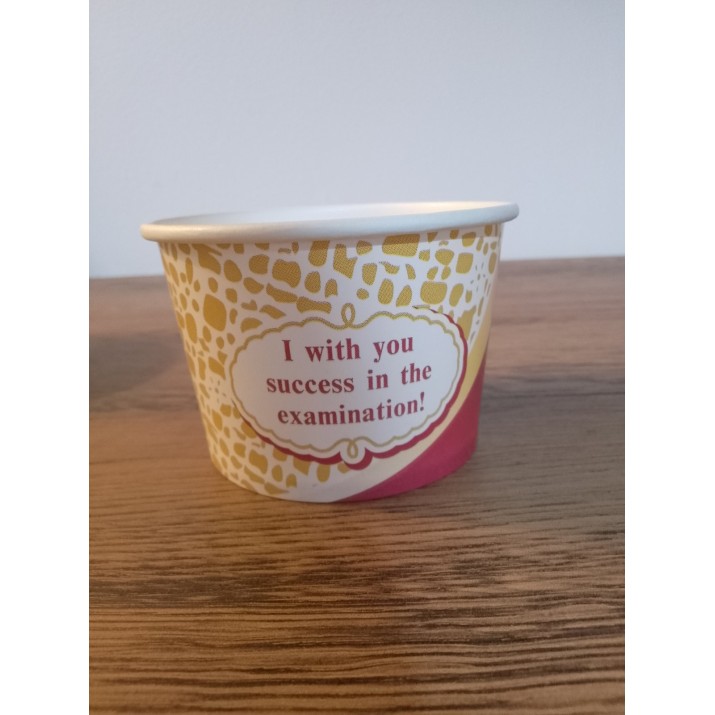 I with you
success in the
examination!